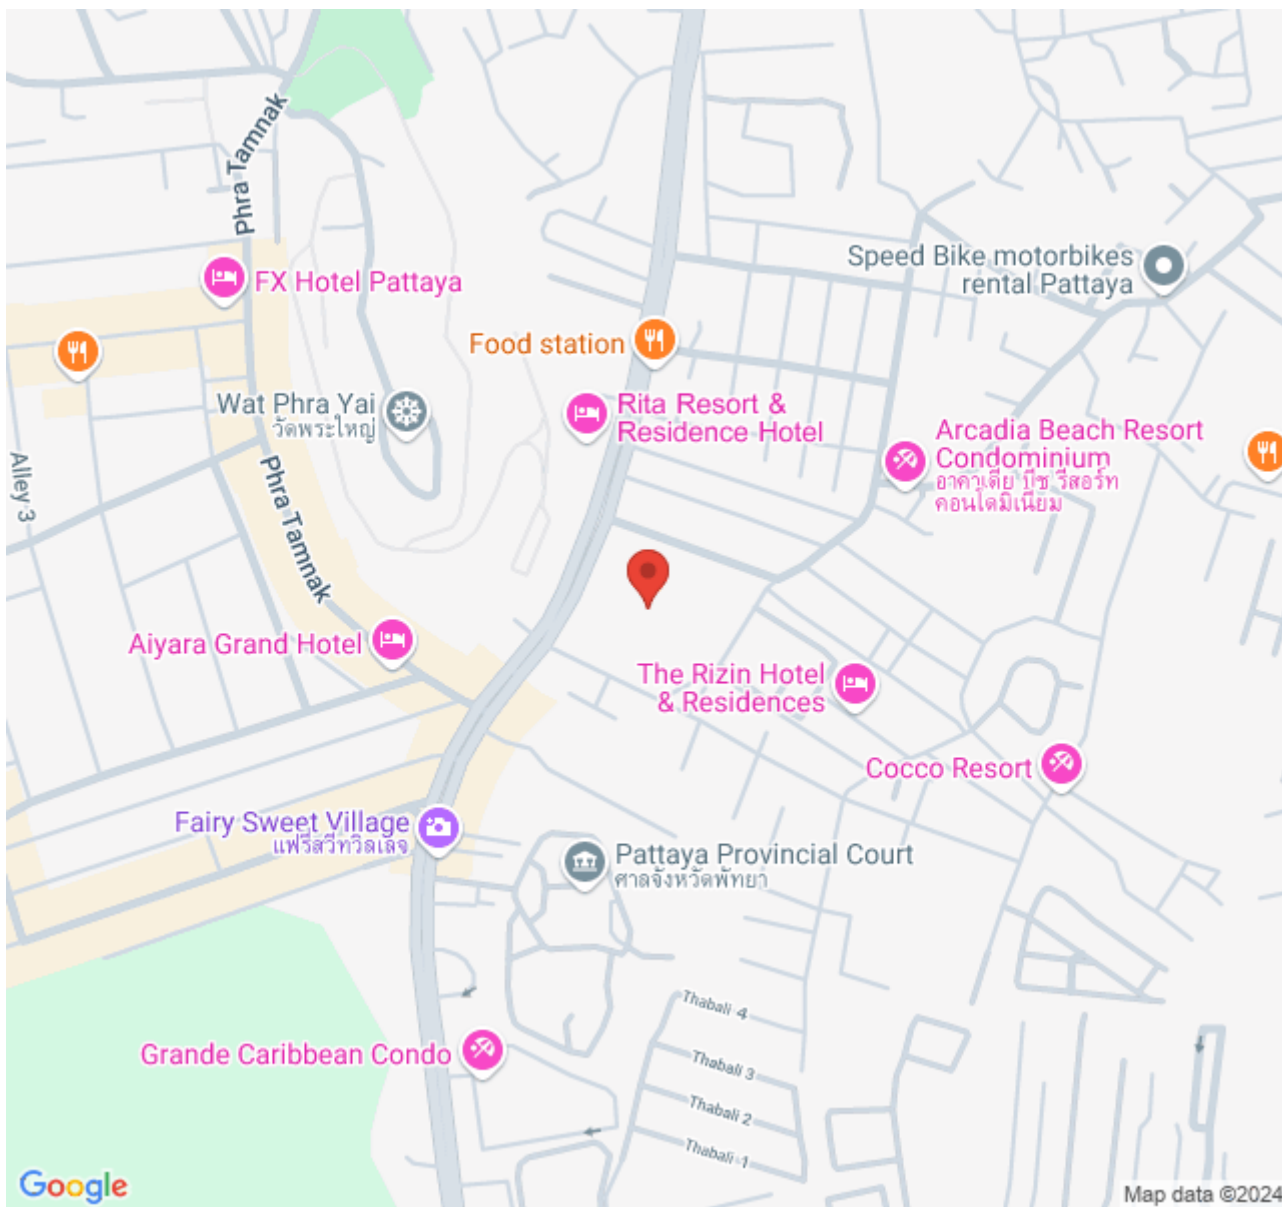 Phra Tamnak
FX Hotel Pattaya
Speed Bike motorbikes
rental Pattaya
Food station
Wat Phra Yai
วัดพระใหญ่
Rita Resort &
Residence Hotel
Arcadia Beach Resort
Condominium
อาคาเดีย บีช รีสอร์ท
คอนโดมิเนียม
Alley 3
Phra Tamnak
Aiyara Grand Hotel
The Rizin Hotel
& Residences
Cocco Resort
Fairy Sweet Village
แฟรีสวีทวิลเลจ
Pattaya Provincial Court
ศาลจังหวัดพัทยา
Thabali 4
Grande Caribbean Condo
Thabali 3
Thabali 2
Thabali 1
Google
Map data ©2024